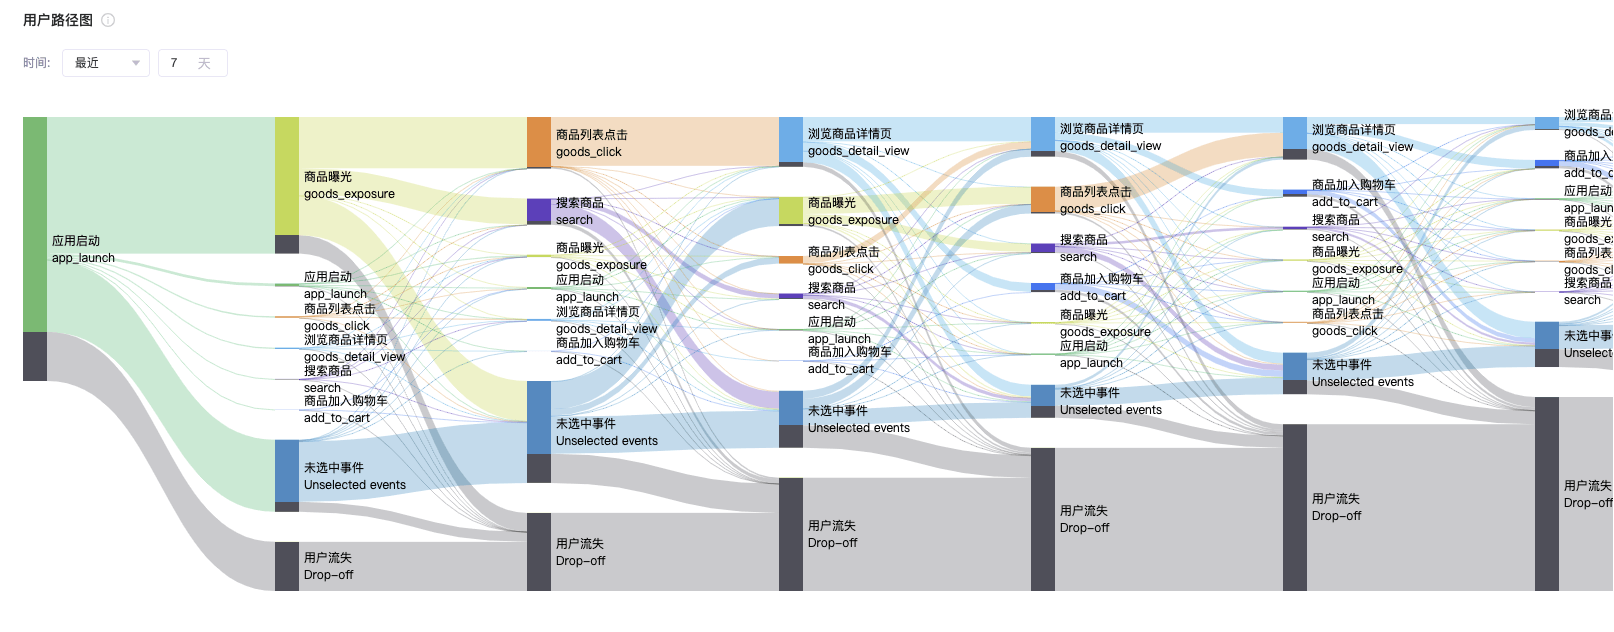 用户路径图
时间:
最近
7
天
应用启动
app_launch
商品曝光
goods_exposure
应用启动
app_launch
商品列表点击
goods_click
浏览商品详情页
goods_detail_view
搜索商品
search
商品加入购物车
add_to_cart
未选中事件
Unselected events
用户流失
Drop-off
商品列表点击
goods_click
搜索商品
search
商品曝光
goods_exposure
应用启动
app_launch
浏览商品详情页
goods_detail_view
商品加入购物车
add_to_cart
未选中事件
Unselected events
用户流失
Drop-off
浏览商品详情页
goods_detail_view
商品曝光
goods_exposure
商品列表点击
goods_click
搜索商品
search
应用启动
app_launch
商品加入购物车
add_to_cart
未选中事件
Unselected events
用户流失
Drop-off
浏览商品详情页
goods_detail_view
商品列表点击
goods_click
搜索商品
search
商品加入购物车
add_to_cart
商品曝光
goods_exposure
应用启动
app_launch
未选中事件
Unselected events
用户流失
Drop-off
浏览商品详情页
goods_detail_view
商品加入购物车
add_to_cart
搜索商品
search
商品曝光
goods_exposure
应用启动
app_launch
商品列表点击
goods_click
未选中事件
Unselected events
用户流失
Drop-off
浏览商品
goods_d
商品加入
add_to_c
应用启动
app_laun
商品曝光
goods_ex
商品列表
goods_cl
搜索商品
search
未选中事
Unselect
用户流失
Drop-off